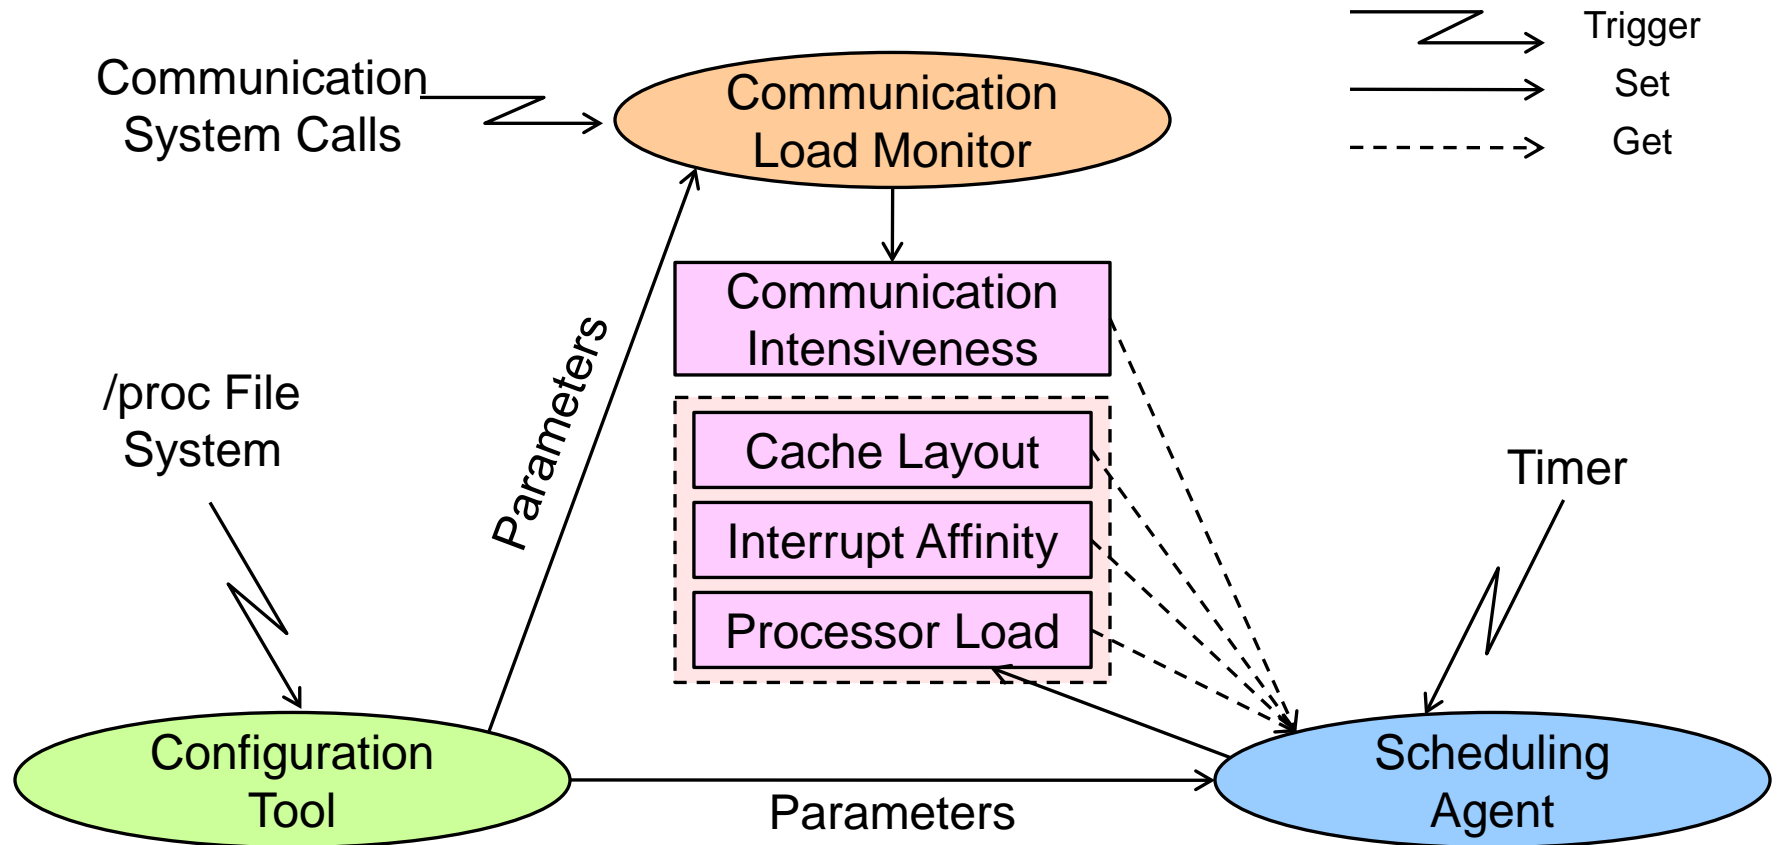 Communication
System Calls
Communication
Load Monitor
Trigger
Set
Get
Communication
Intensiveness
Parameters
/proc File
System
Cache Layout
Interrupt Affinity
Processor Load
Timer
Configuration
Tool
Parameters
Scheduling
Agent